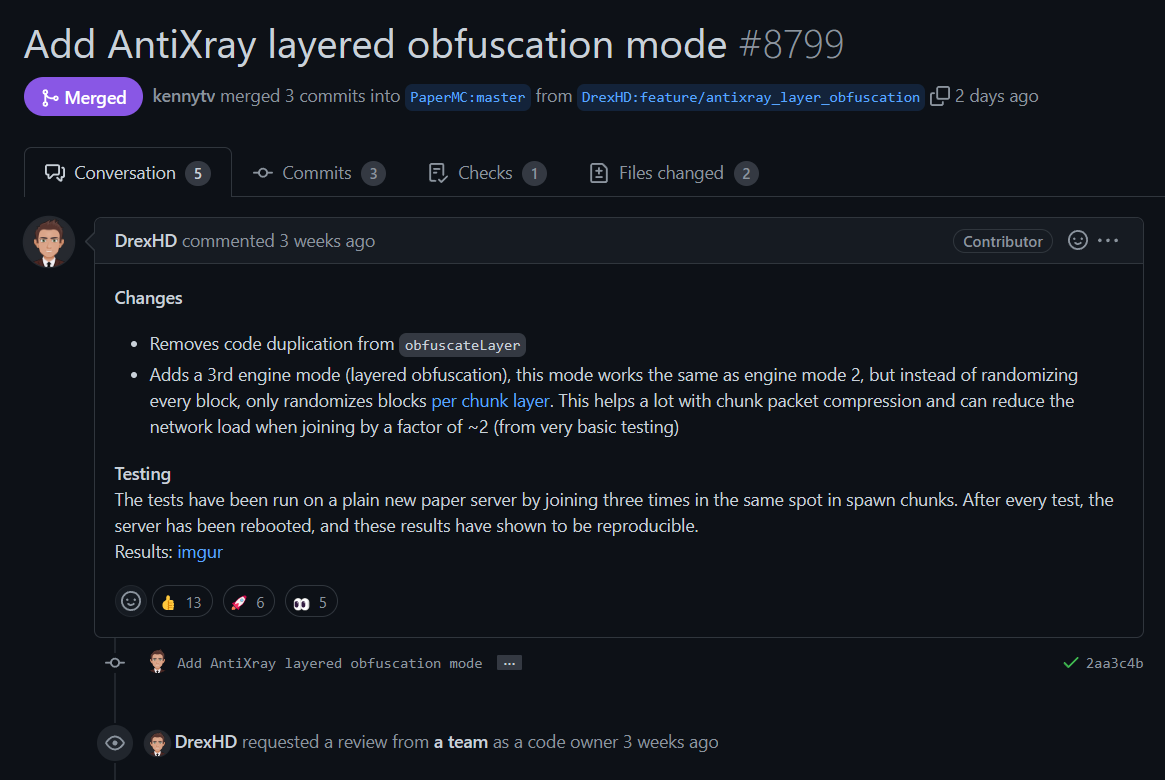 Add AntiXray layered obfuscation mode #8799
Merged kennytv merged 3 commits into PaperMC:master from DrexHD:feature/antixray_layer_obfuscation 2 days ago
Conversation 5 Commits 3 Checks 1 Files changed 2
DrexHD commented 3 weeks ago Contributor
Changes
• Removes code duplication from obfuscateLayer
• Adds a 3rd engine mode (layered obfuscation), this mode works the same as engine mode 2, but instead of randomizing
every block, only randomizes blocks per chunk layer. This helps a lot with chunk packet compression and can reduce the
network load when joining by a factor of ~2 (from very basic testing)
Testing
The tests have been run on a plain new paper server by joining three times in the same spot in spawn chunks. After every test, the
server has been rebooted, and these results have shown to be reproducible.
Results: imgur
👍 13 🚀 6 👀 5
Add AntiXray layered obfuscation mode ... 2aa3c4b
DrexHD requested a review from a team as a code owner 3 weeks ago